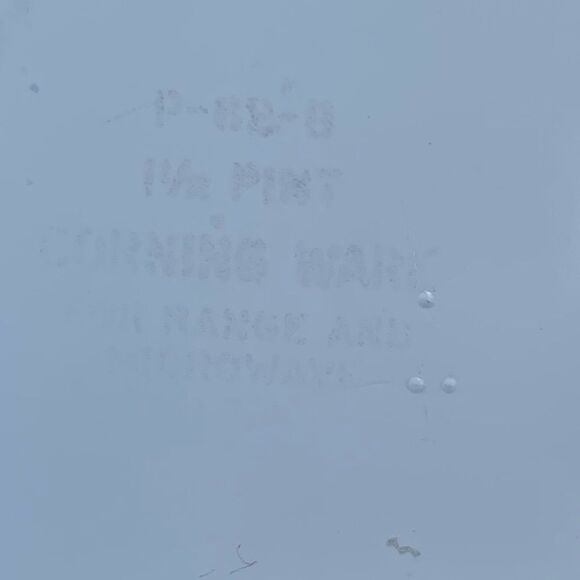 1½ PINT
CORNING WARE
FOR RANGE AND
MICROWAVE